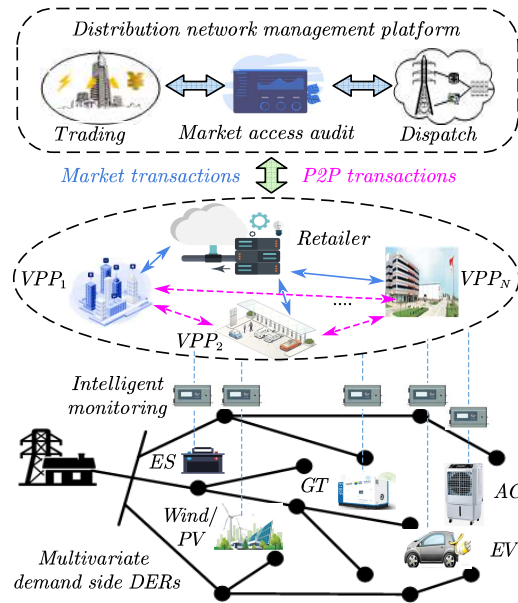 Distribution network management platform
Trading
Market access audit
Dispatch
Market transactions
P2P transactions
Retailer
VPP1
VPPN
....
VPP2
Intelligent
monitoring
ES
GT
AC
Wind/
PV
EV
Multivariate
demand side DERs